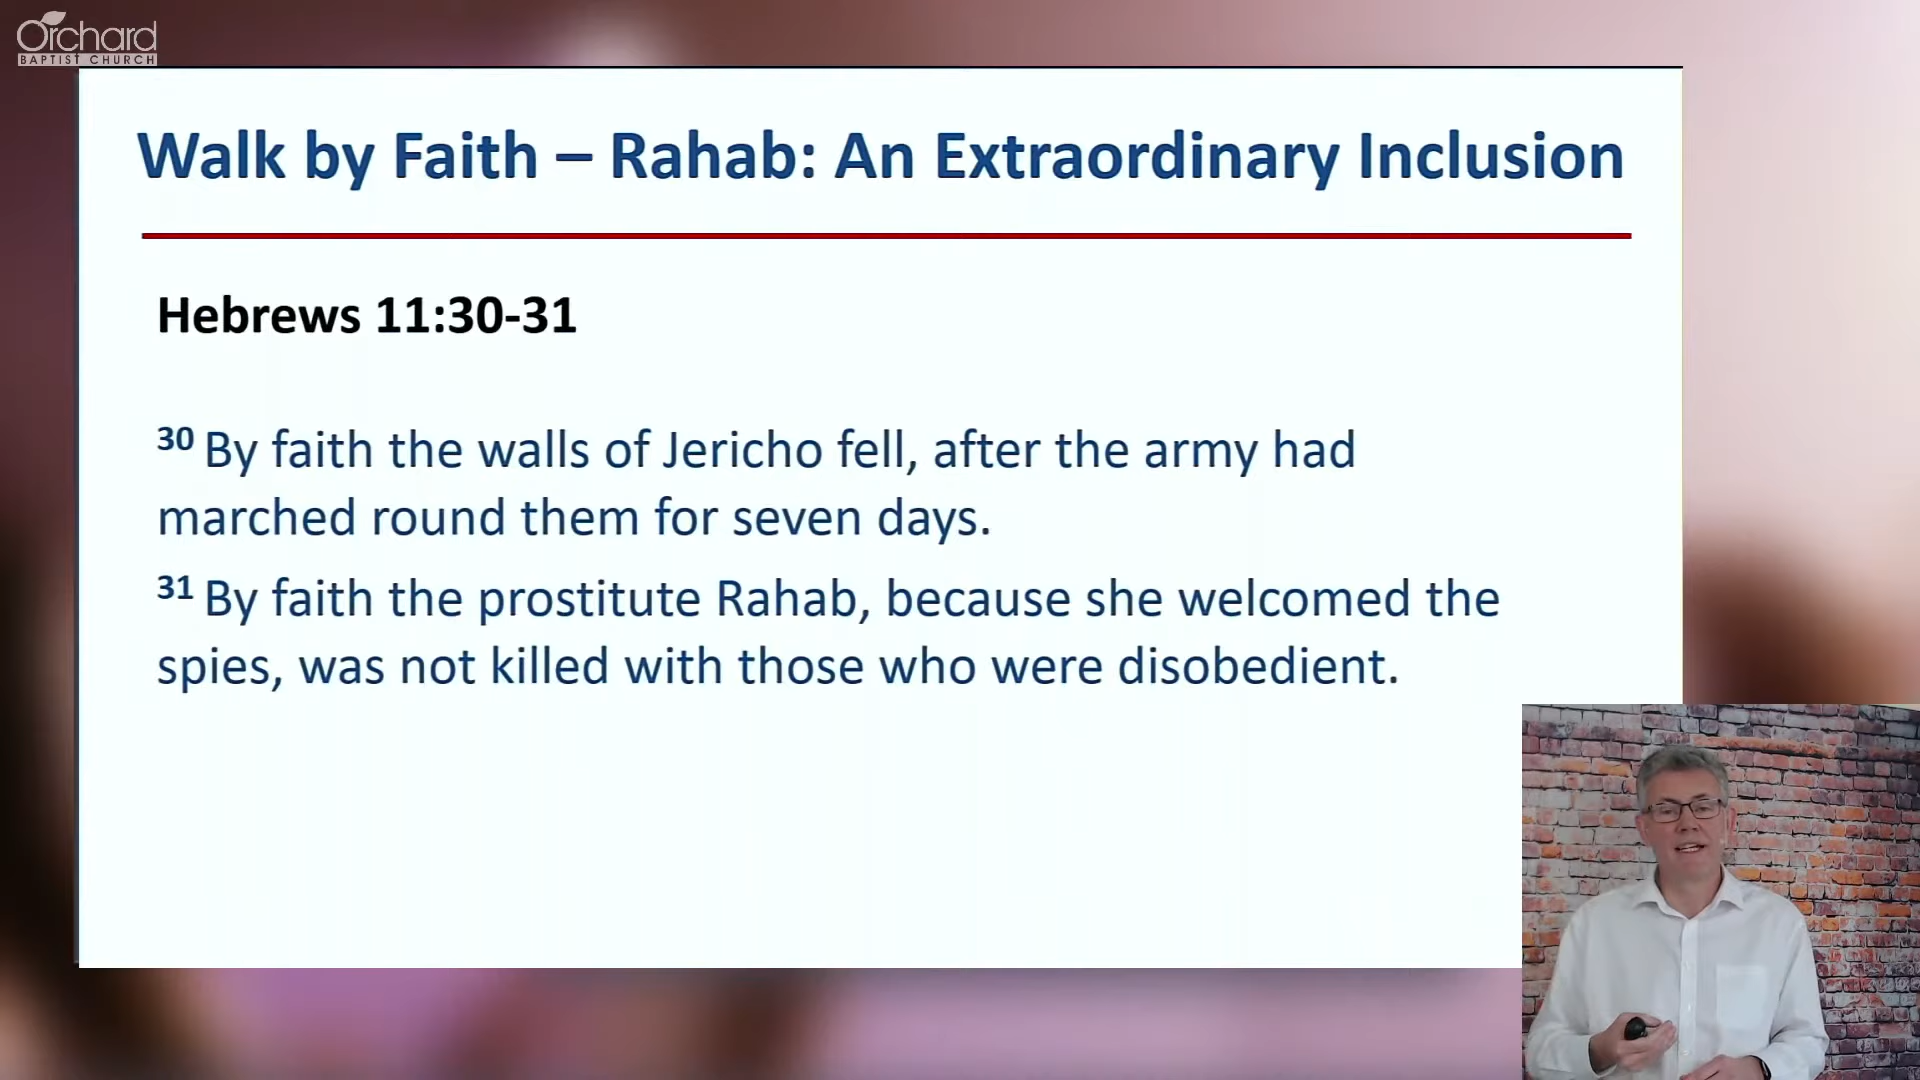 Orchard
BAPTIST CHURCH
Walk by Faith – Rahab: An Extraordinary Inclusion
Hebrews 11:30-31
30 By faith the walls of Jericho fell, after the army had
marched round them for seven days.
31 By faith the prostitute Rahab, because she welcomed the
spies, was not killed with those who were disobedient.